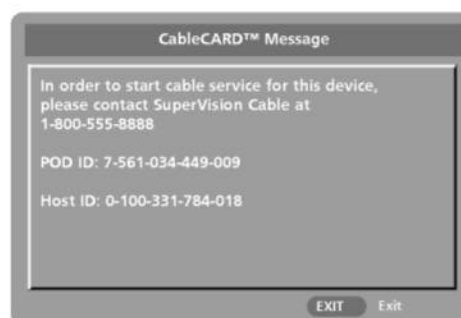 CableCARD™ Message
In order to start cable service for this device,
please contact SuperVision Cable at
1-800-555-8888
POD ID: 7-561-034-449-009
Host ID: 0-100-331-784-018
EXIT Exit